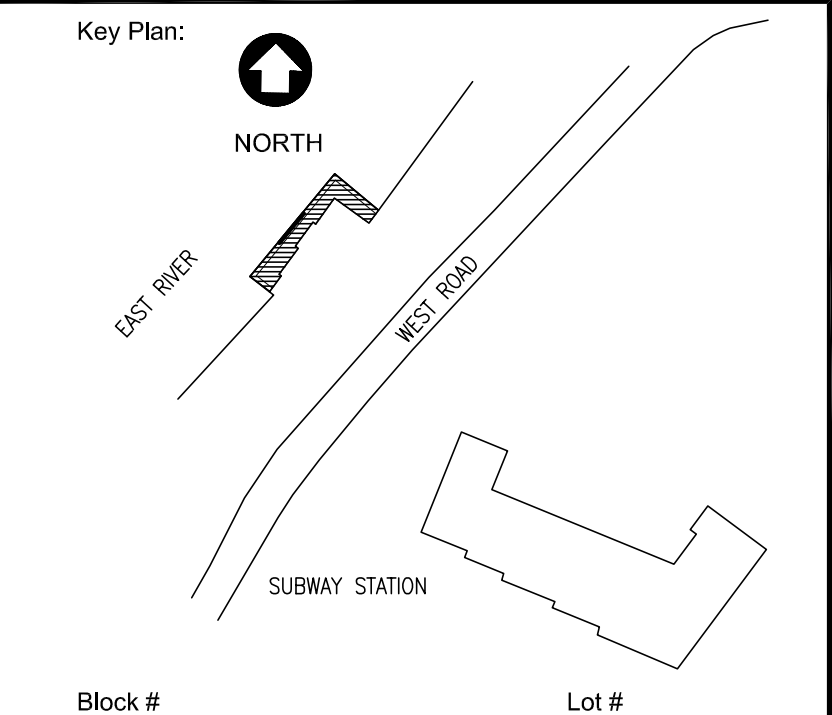 Key Plan:
NORTH
EAST RIVER
WEST ROAD
SUBWAY STATION
Block #
Lot #